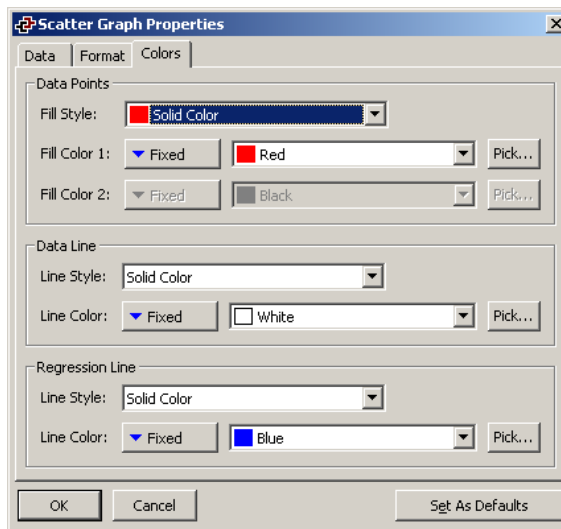 Scatter Graph Properties
Data Format Colors
Data Points
Fill Style: Solid Color
Fill Color 1: Fixed Red Pick...
Fill Color 2: Fixed Black Pick...
Data Line
Line Style: Solid Color
Line Color: Fixed White Pick...
Regression Line
Line Style: Solid Color
Line Color: Fixed Blue Pick...
OK Cancel Set As Defaults